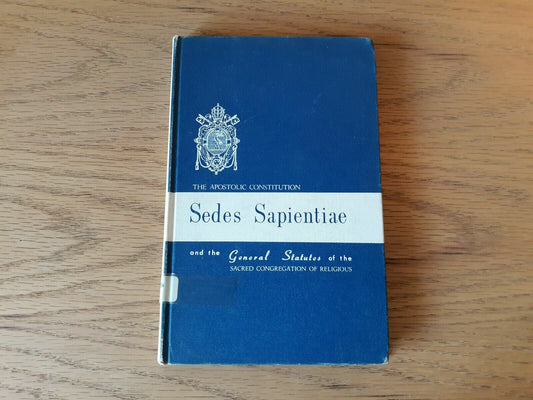 THE APOSTOLIC CONSTITUTION
Sedes Sapientiae
and the General Statutes of the
SACRED CONGREGATION OF RELIGIOUS